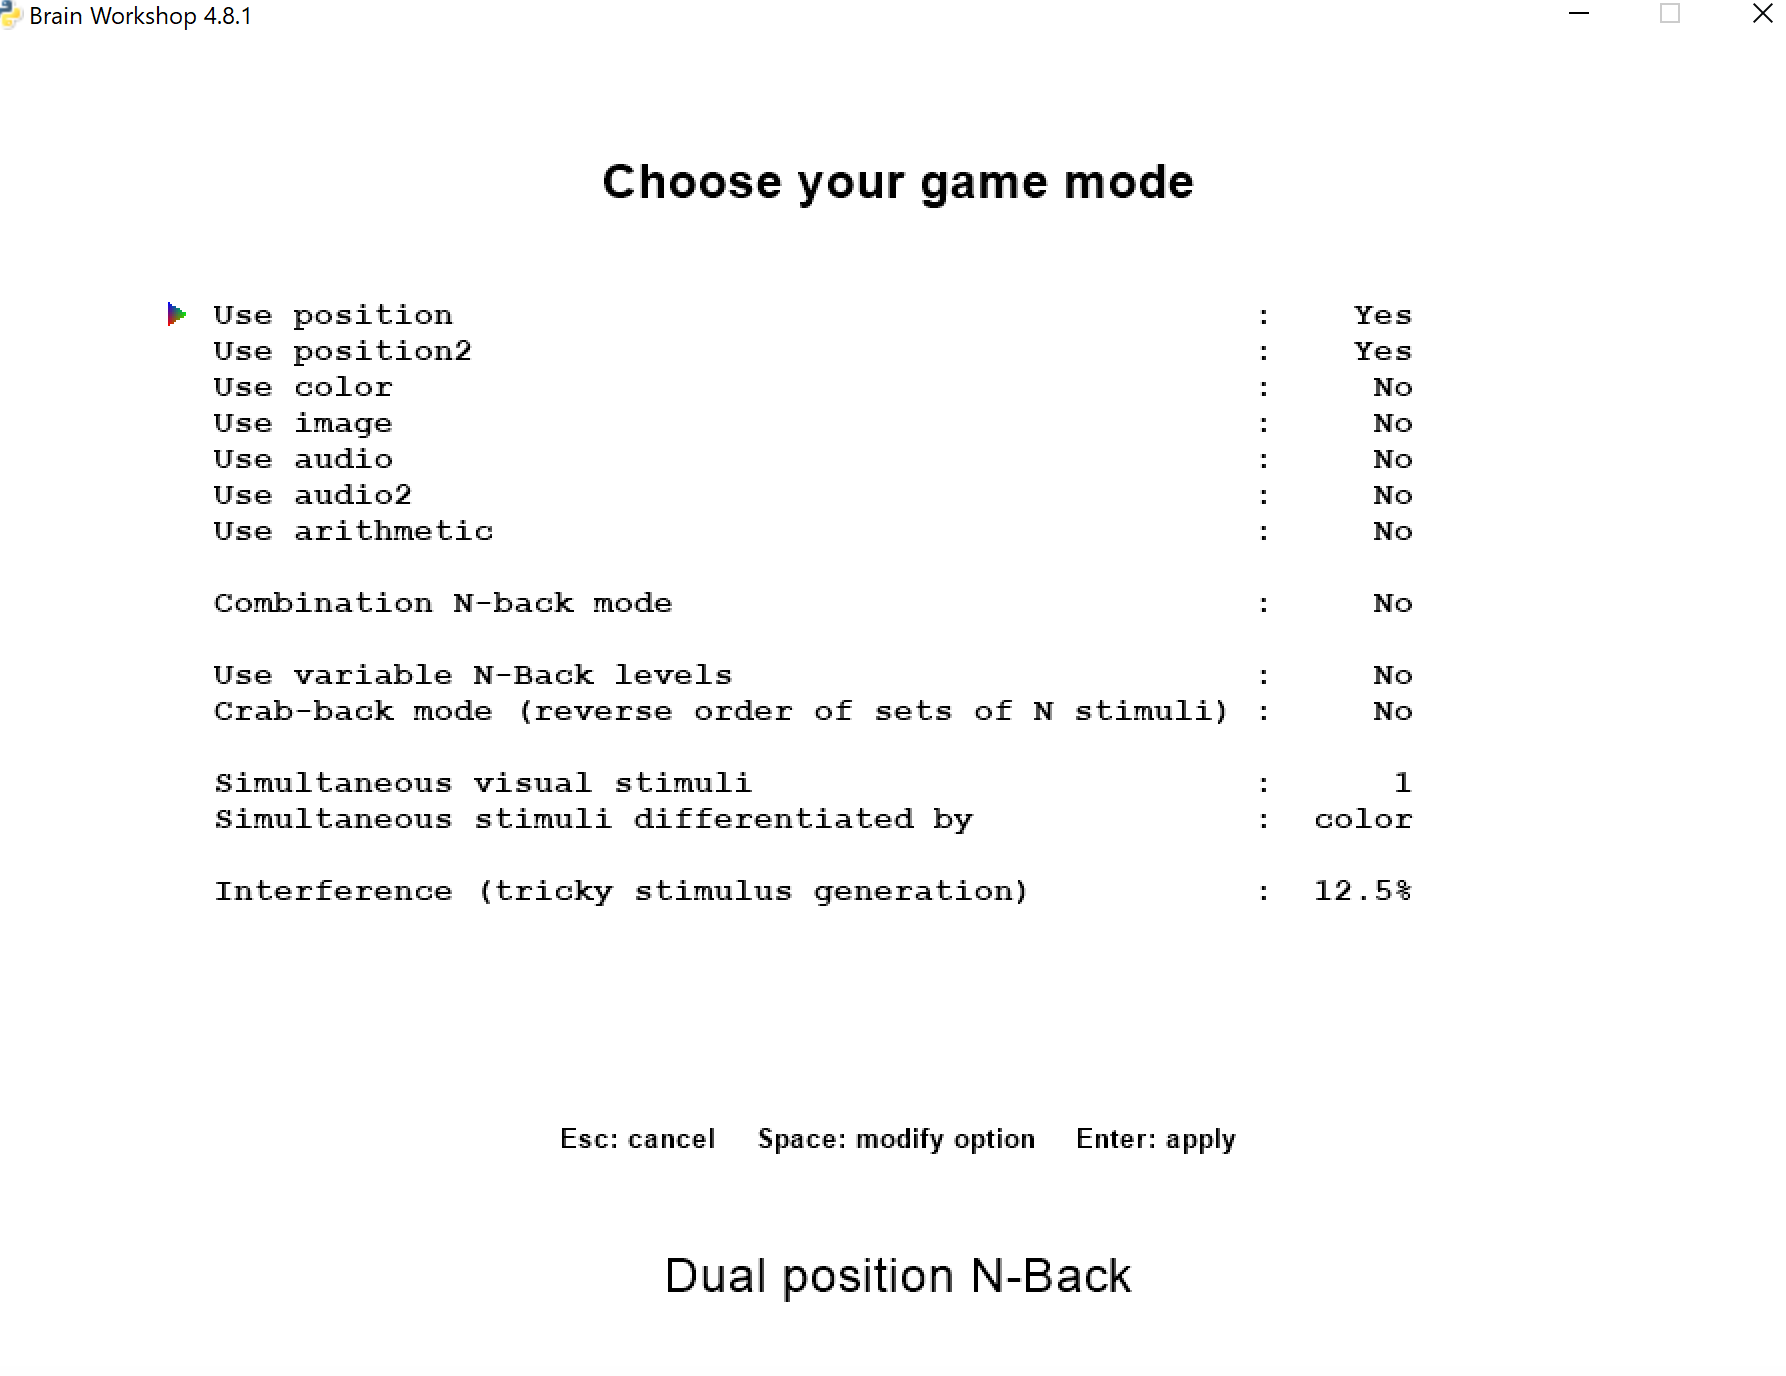 Brain Workshop 4.8.1
Choose your game mode
Use position : Yes
Use position2 : Yes
Use color : No
Use image : No
Use audio : No
Use audio2 : No
Use arithmetic : No
Combination N-back mode : No
Use variable N-Back levels : No
Crab-back mode (reverse order of sets of N stimuli) : No
Simultaneous visual stimuli : 1
Simultaneous stimuli differentiated by : color
Interference (tricky stimulus generation) : 12.5%
Esc: cancel Space: modify option Enter: apply
Dual position N-Back